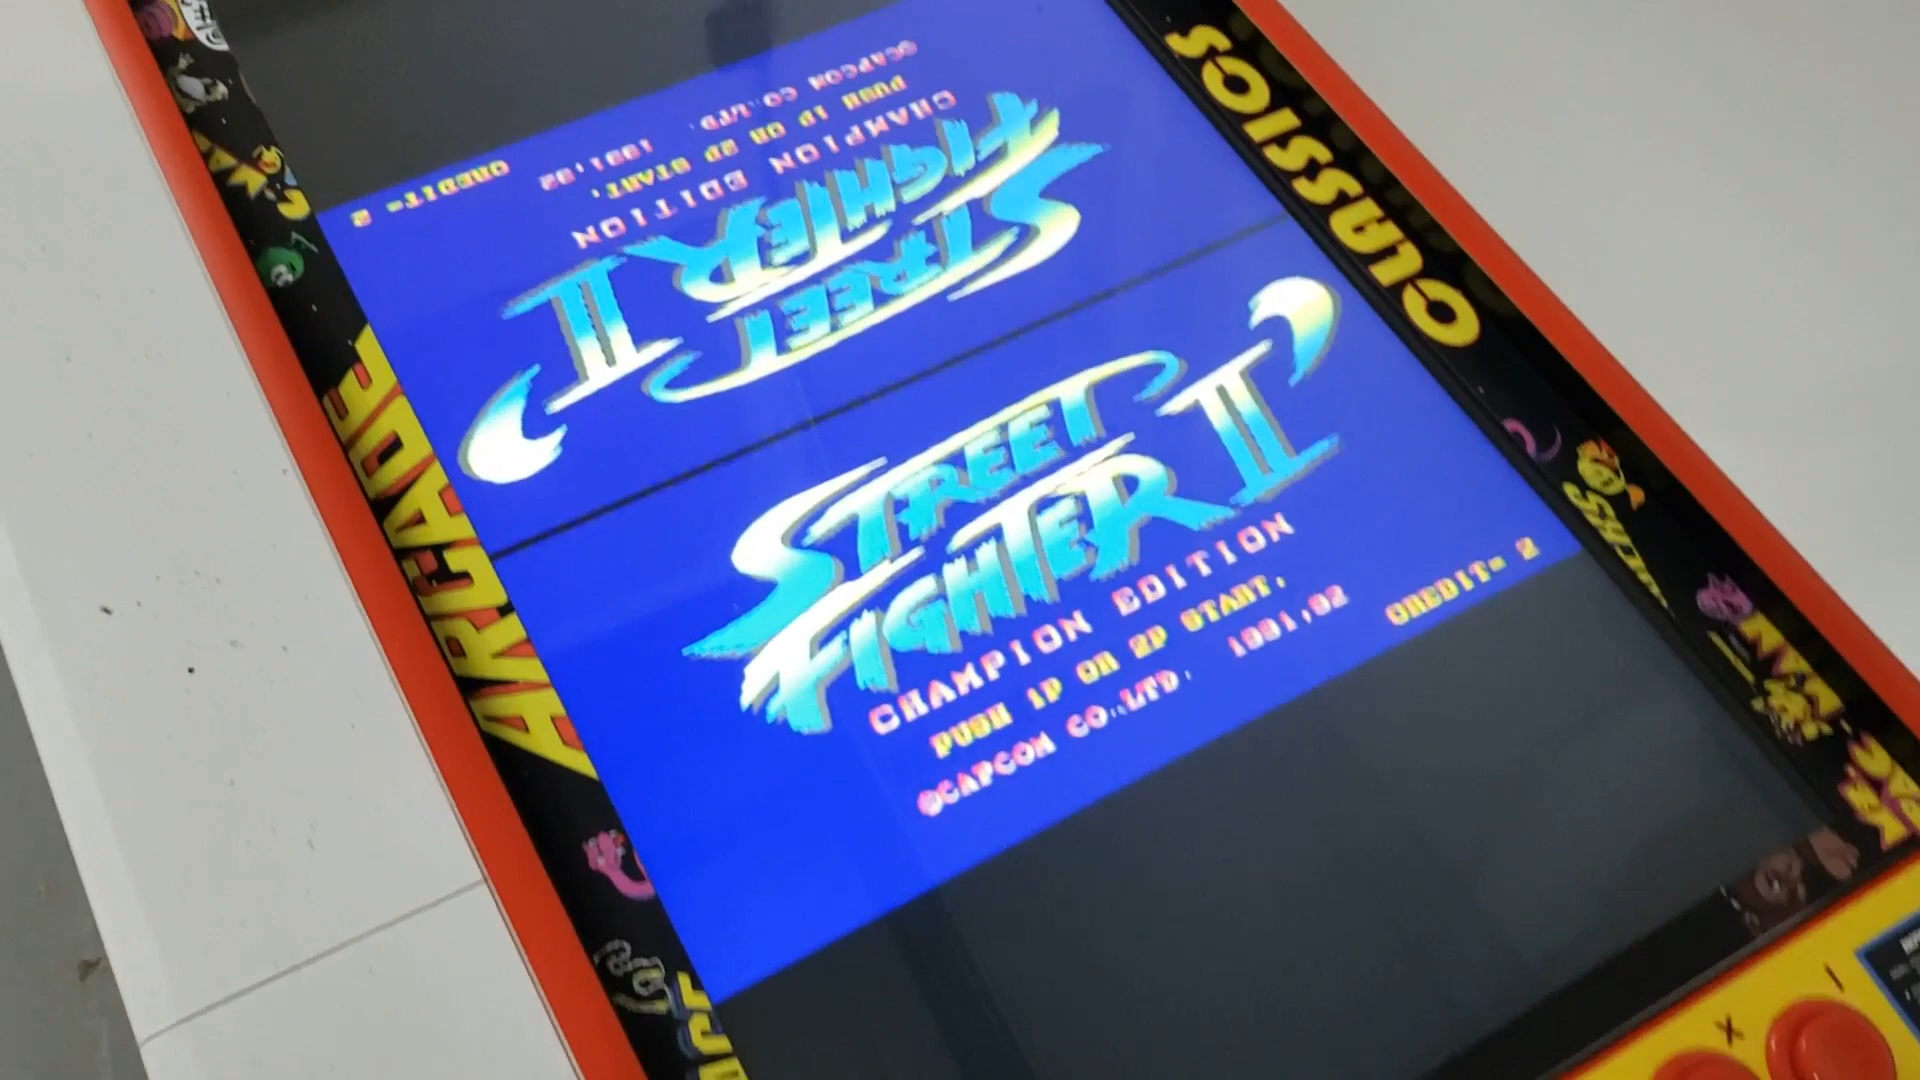 CREDIT= 2
©CAPCOM CO.,LTD. 1991,92
PUSH 1P OR 2P START.
CHAMPION EDITION
FIGHTER II
STREET
STREET
FIGHTER II
CHAMPION EDITION
PUSH 1P OR 2P START.
©CAPCOM CO.,LTD. 1991,92
CREDIT= 2
ARCADE
CLASSICS
X